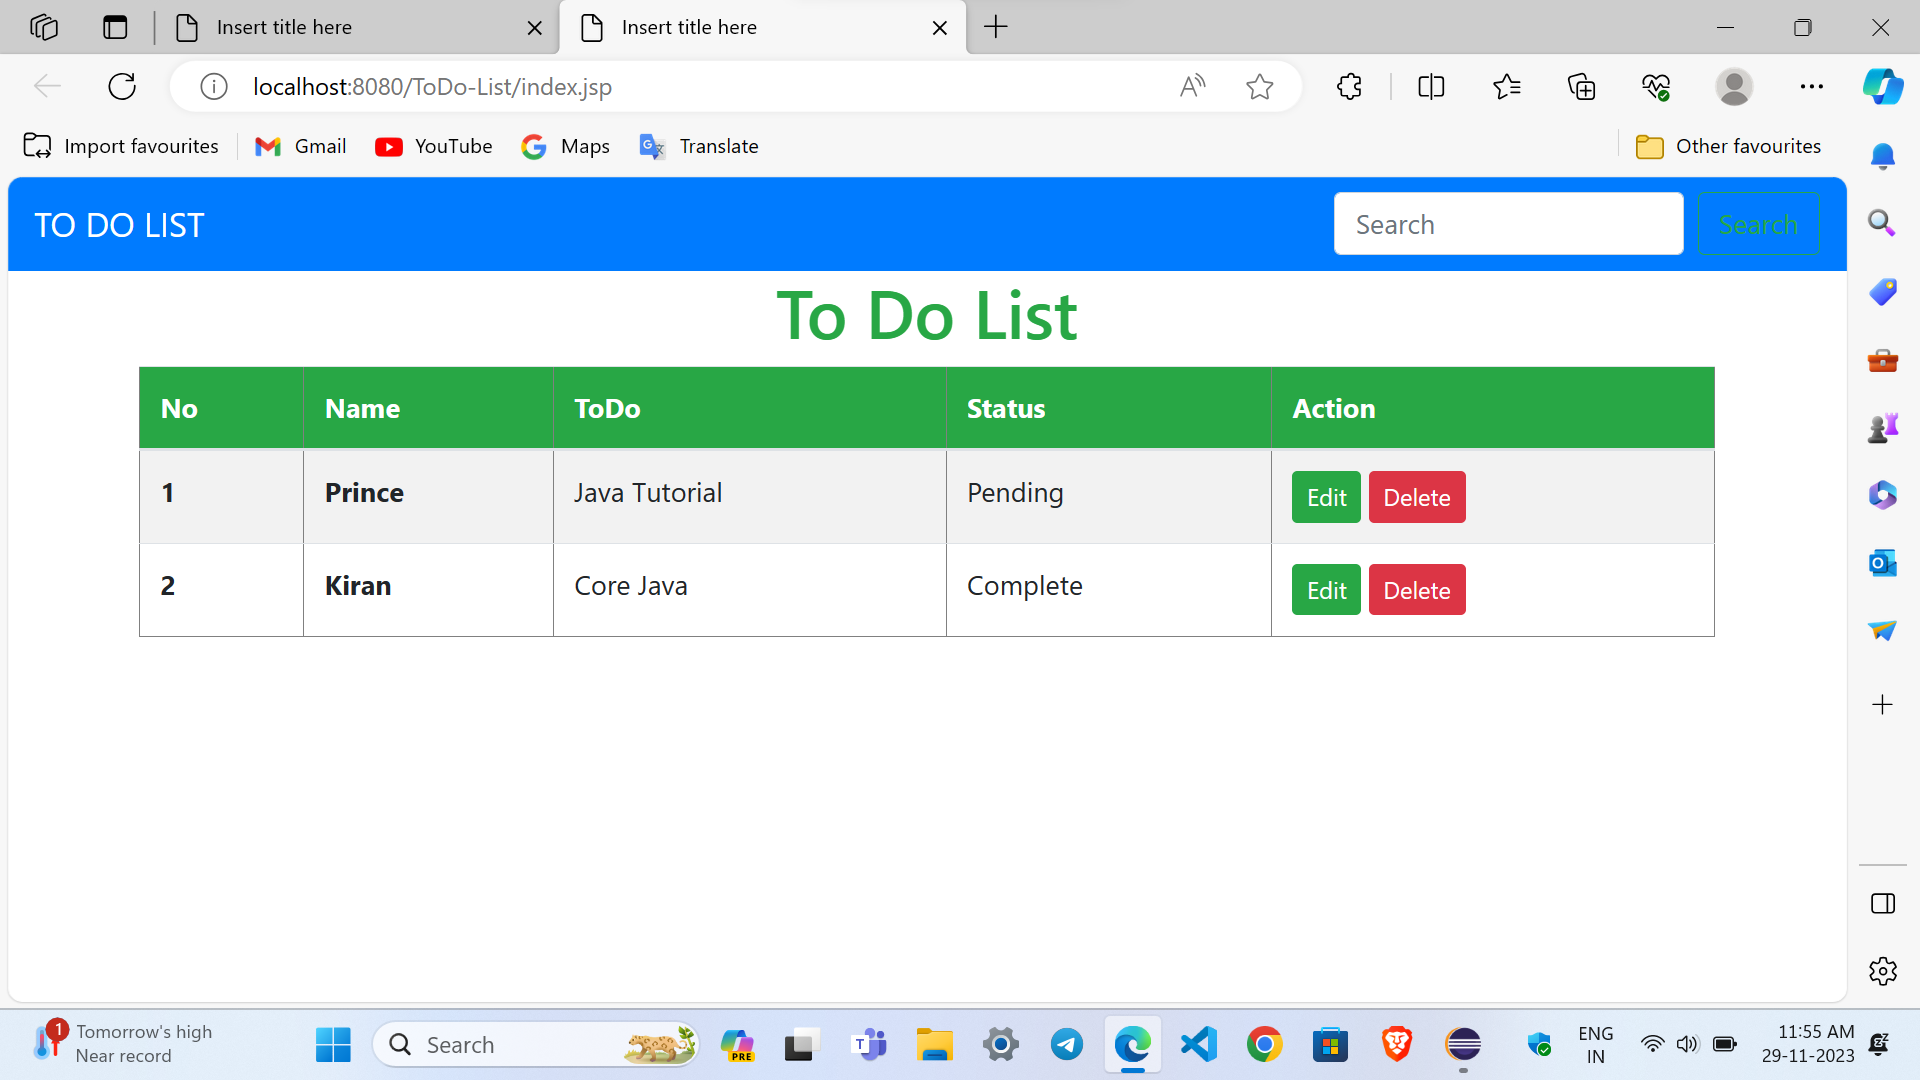 Insert title here
Insert title here
localhost:8080/ToDo-List/index.jsp
Import favourites
Gmail
YouTube
Maps
Translate
Other favourites
TO DO LIST
Search
Search
To Do List
No Name ToDo Status Action
1 Prince Java Tutorial Pending Edit Delete
2 Kiran Core Java Complete Edit Delete
1
Tomorrow's high
Near record
Search
PRE
ENG
IN
11:55 AM
29-11-2023